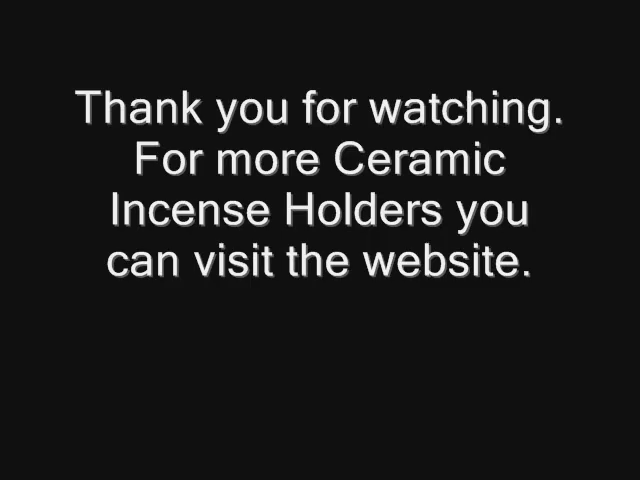 Thank you for watching.
For more Ceramic
Incense Holders you
can visit the website.